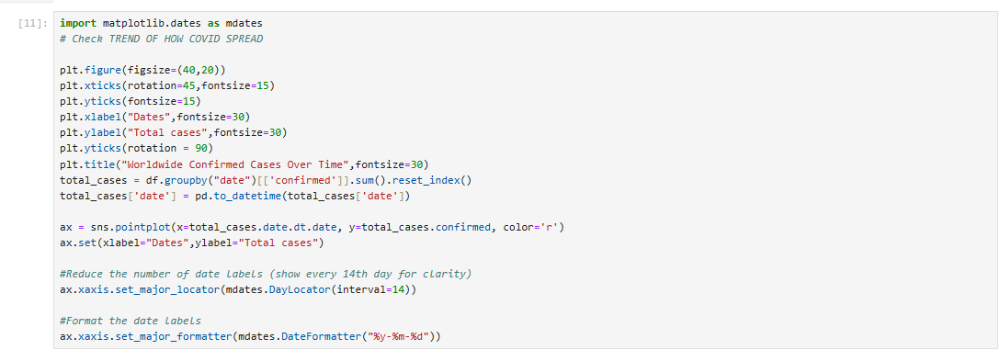 [11]:
import matplotlib.dates as mdates
# Check TREND OF HOW COVID SPREAD
plt.figure(figsize=(40,20))
plt.xticks(rotation=45,fontsize=15)
plt.yticks(fontsize=15)
plt.xlabel("Dates",fontsize=30)
plt.ylabel("Total cases",fontsize=30)
plt.yticks(rotation = 90)
plt.title("Worldwide Confirmed Cases Over Time",fontsize=30)
total_cases = df.groupby("date")[['confirmed']].sum().reset_index()
total_cases['date'] = pd.to_datetime(total_cases['date'])
ax = sns.pointplot(x=total_cases.date.dt.date, y=total_cases.confirmed, color='r')
ax.set(xlabel="Dates",ylabel="Total cases")
#Reduce the number of date labels (show every 14th day for clarity)
ax.xaxis.set_major_locator(mdates.DayLocator(interval=14))
#Format the date labels
ax.xaxis.set_major_formatter(mdates.DateFormatter("%y-%m-%d"))